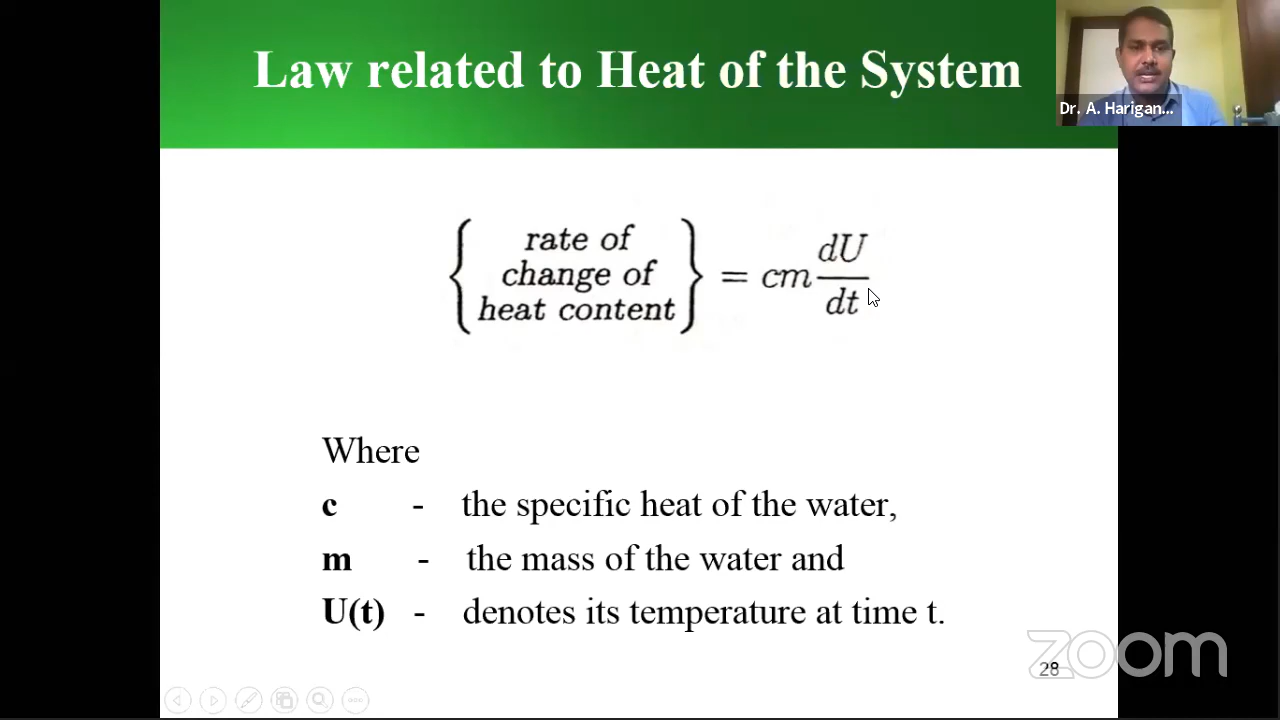 Law related to Heat of the System
Dr. A. Harigan...
rate of
change of
heat content
= cm dU/dt
Where
c - the specific heat of the water,
m - the mass of the water and
U(t) - denotes its temperature at time t.
zoom
28